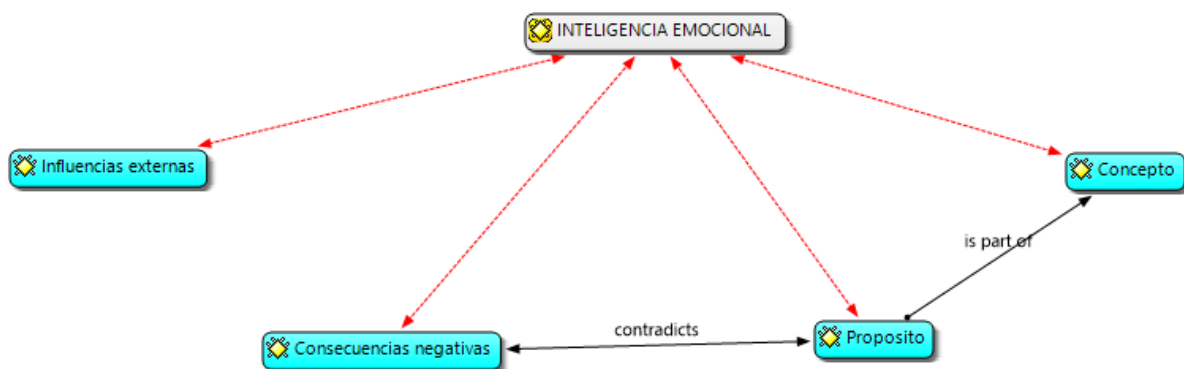 INTELIGENCIA EMOCIONAL
Influencias externas
Concepto
is part of
contradicts
Proposito
Consecuencias negativas